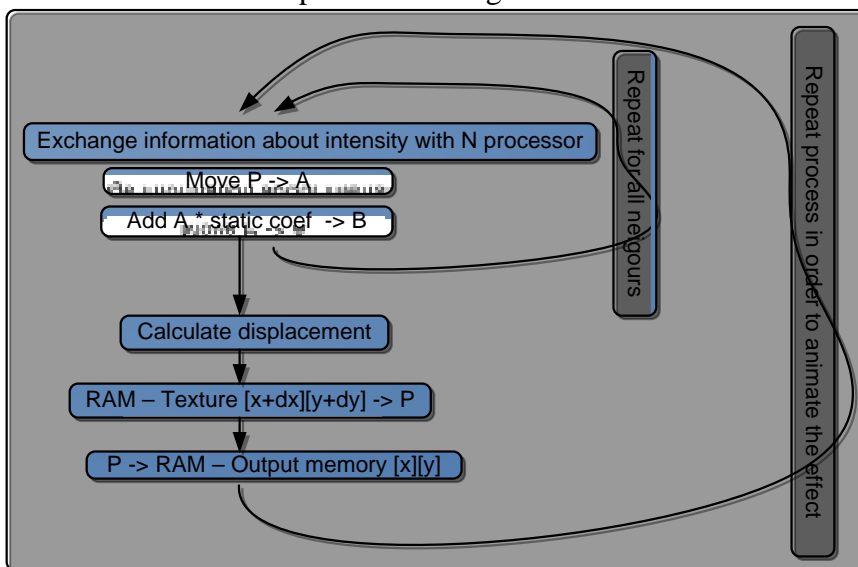 Exchange information about intensity with N processor
Move P -> A
Add A * static coef -> B
Calculate displacement
RAM – Texture [x+dx][y+dy] -> P
P -> RAM – Output memory [x][y]
Repeat for all neigours
Repeat process in order to animate the effect